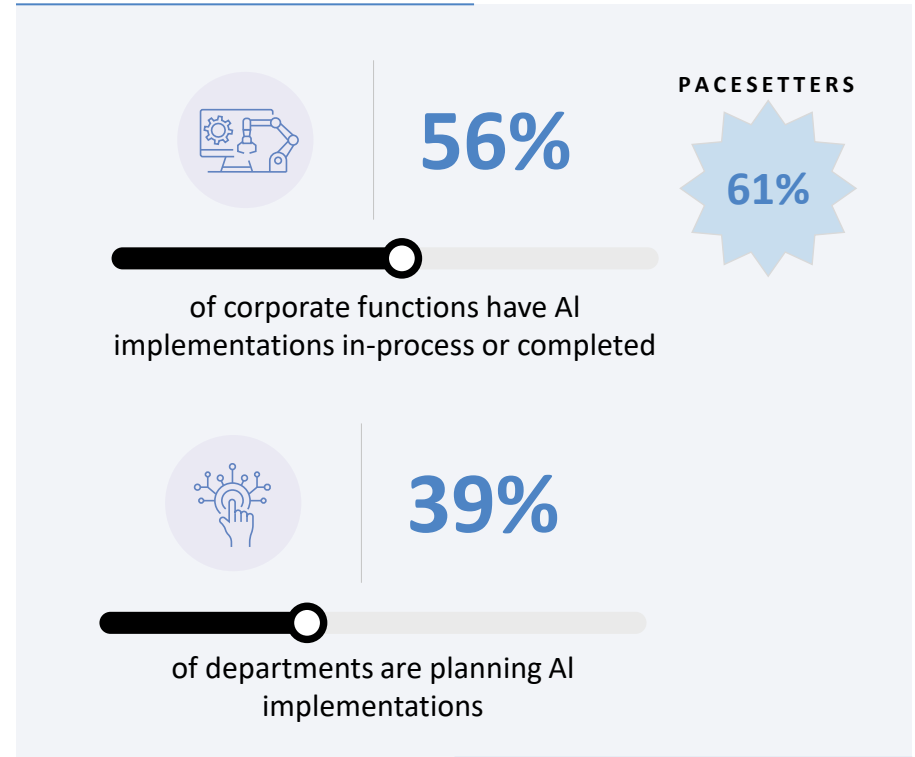 56%
PACESETTERS
61%
of corporate functions have AI
implementations in-process or completed
39%
of departments are planning AI
implementations